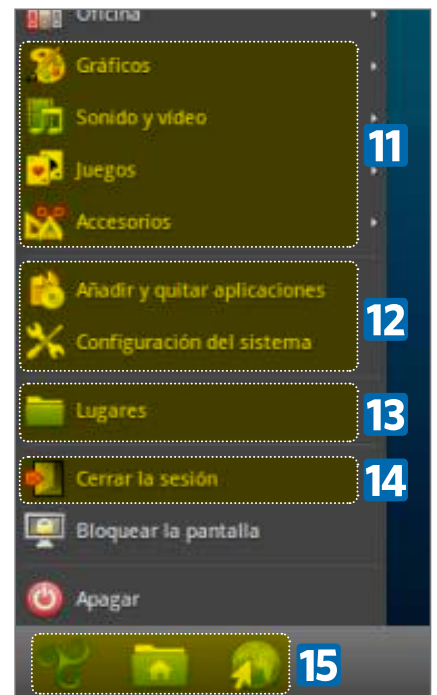 Oficina
Gráficos
Sonido y vídeo
11
Juegos
Accesorios
Añadir y quitar aplicaciones
12
Configuración del sistema
Lugares
13
Cerrar la sesión
14
Bloquear la pantalla
Apagar
15